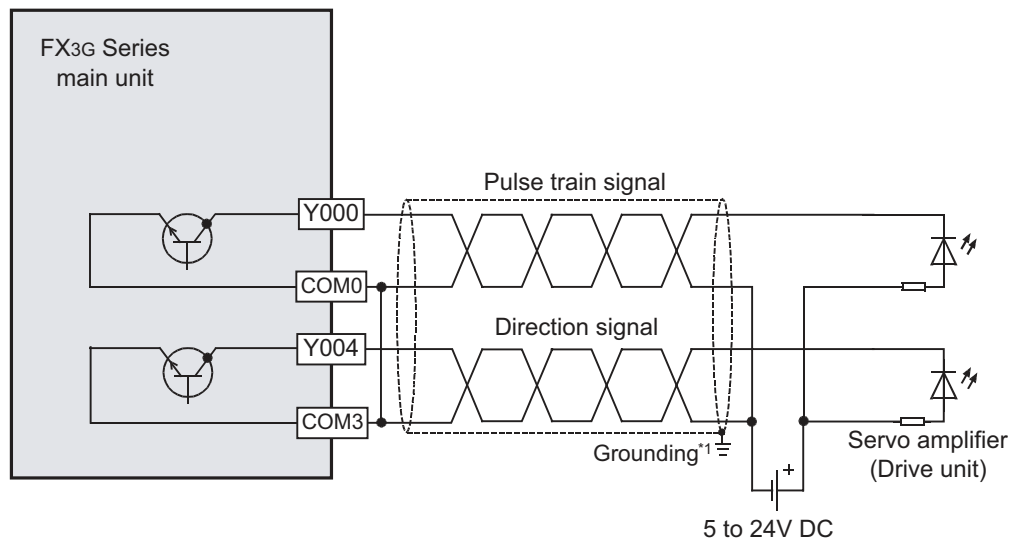 FX3G Series
main unit
Pulse train signal
Y000
COM0
Direction signal
Y004
COM3
Grounding*1
Servo amplifier
(Drive unit)
+
5 to 24V DC